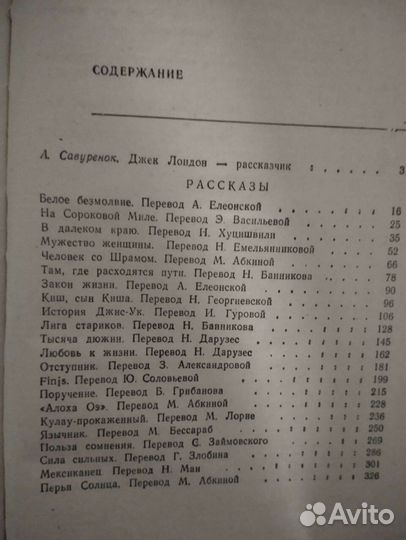 СОДЕРЖАНИЕ
А. Савуренок. Джек Лондон — рассказчик : . . . . . 3
РАССКАЗЫ
Белое безмолвие. Перевод А. Елеонской . . . . . . 16
На Сороковой Миле. Перевод Э. Васильевой . . . . . 25
В далеком краю. Перевод Н. Хуцишвили . . . . . 35
Мужество женщины. Перевод Н. Емельянниковой . . . . 52
Человек со Шрамом. Перевод М. Абкиной . . . . . 66
Там, где расходятся пути. Перевод Н. Банникова . . . . 78
Закон жизни. Перевод А. Елеонской . . . . . . 90
Киш, сын Киша. Перевод Н. Георгиевской . . . . . 96
История Джис-Ук. Перевод И. Гуровой . . . . . 106
Лига стариков. Перевод Н. Банникова . . . . . . 128
Тысяча дюжин. Перевод Н. Дарузес . . . . . . 145
Любовь к жизни. Перевод Н. Дарузес . . . . . . 162
Отступник. Перевод З. Александровой . . . . . . 181
Finis. Перевод Ю. Соловьевой . . . . . . . 199
Поручение. Перевод Б. Грибанова . . . . . . . 215
«Алоха Оэ». Перевод М. Абкиной . . . . . . . 228
Кулау-прокаженный. Перевод М. Лорие . . . . . . 236
Язычник. Перевод М. Бессараб . . . . . . . 250
Польза сомнения. Перевод С. Займовского . . . . . 269
Сила сильных. Перевод Г. Злобина . . . . . . 286
Мексиканец Перевод Н. Ман . . . . . . . 301
Перья Солнца. Перевод М. Абкиной . . . . . . 326
Avito